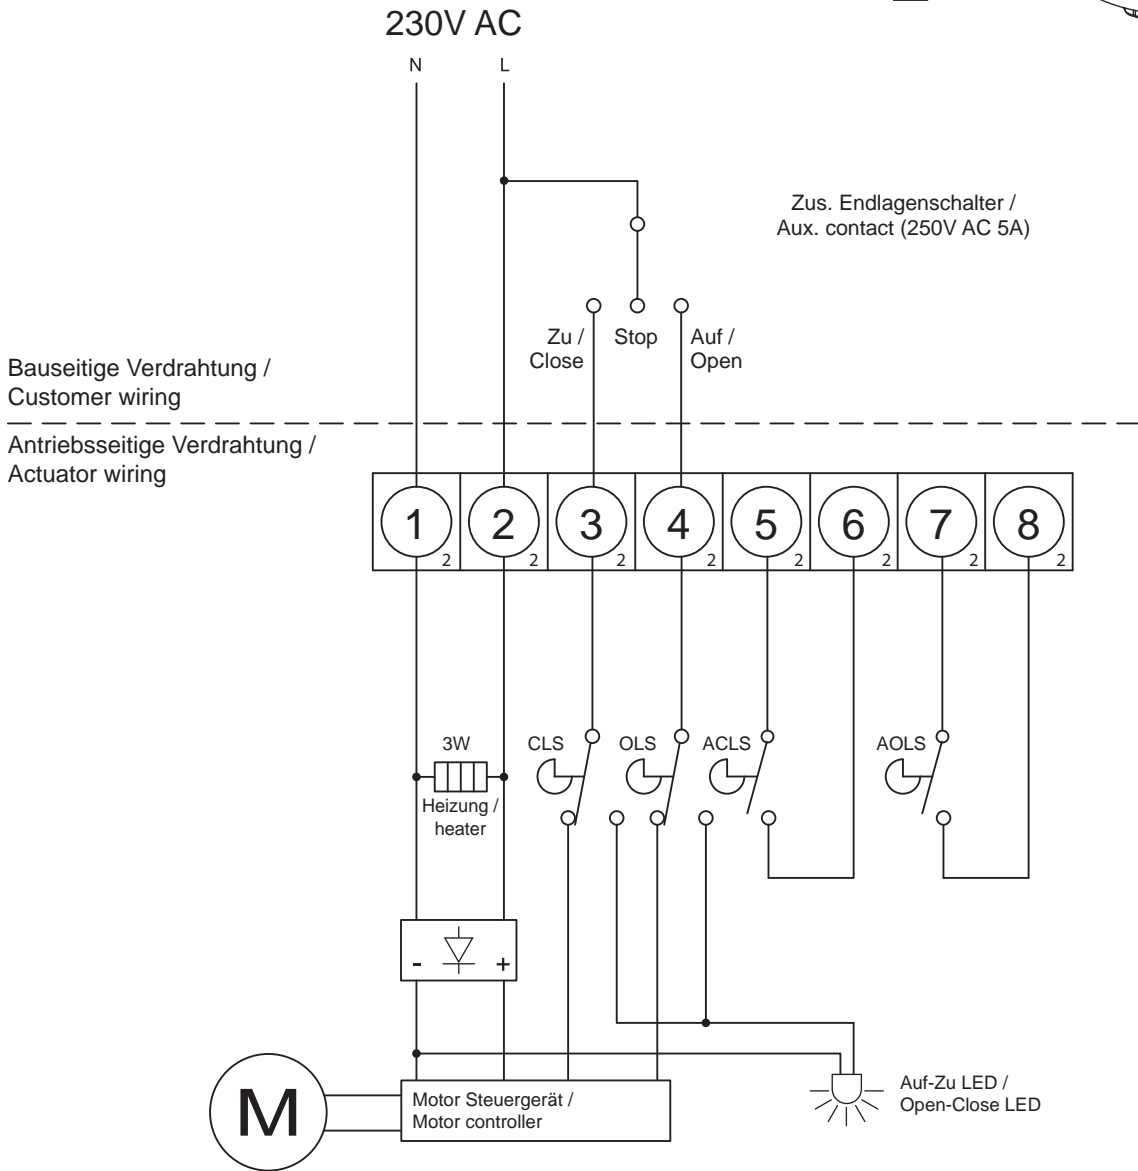 230V AC
N L
Zus. Endlagenschalter /
Aux. contact (250V AC 5A)
Zu /
Close
Stop
Auf /
Open
Bauseitige Verdrahtung /
Customer wiring
Antriebsseitige Verdrahtung /
Actuator wiring
1 2 3 4 5 6 7 8
2 2 2 2 2 2 2 2
3W
Heizung /
heater
CLS OLS ACLS AOLS
- +
M
Motor Steuergerät /
Motor controller
Auf-Zu LED /
Open-Close LED